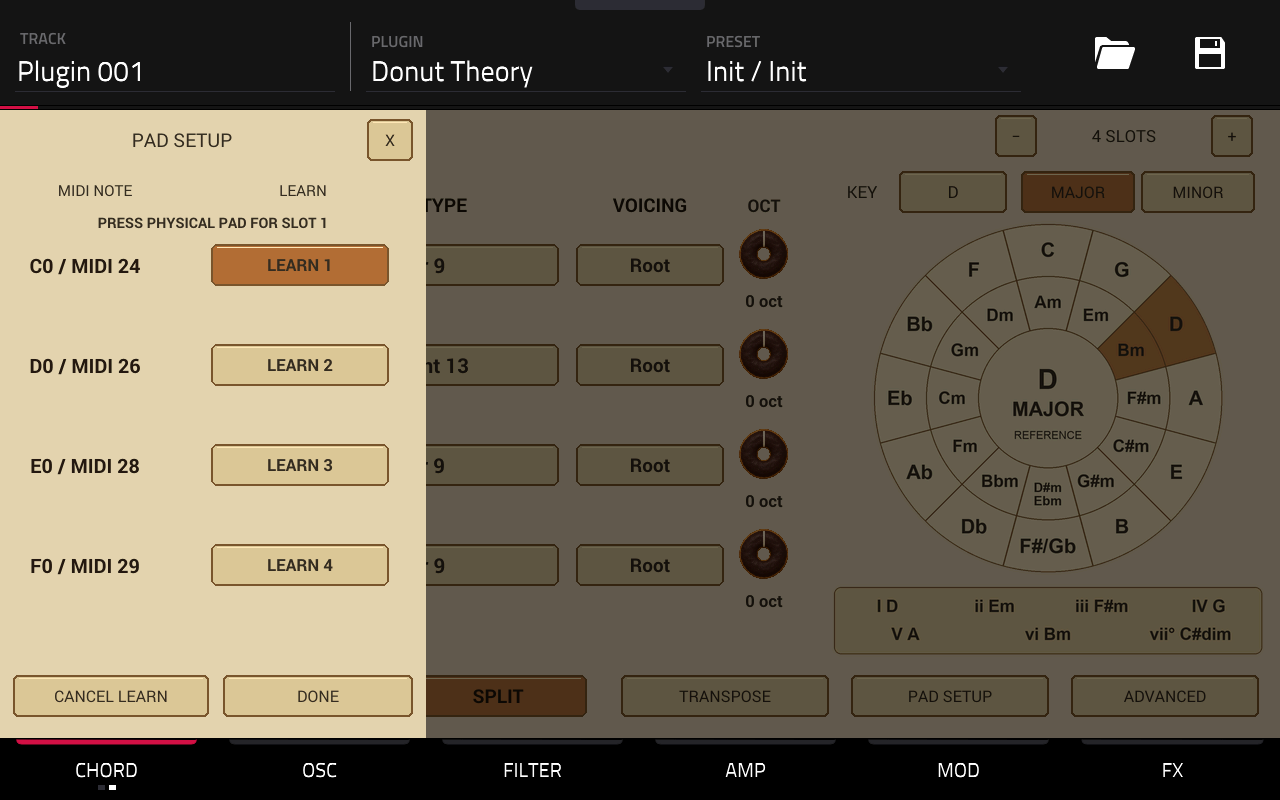 TRACK
Plugin 001
PLUGIN
Donut Theory
PRESET
Init / Init
PAD SETUP
X
MIDI NOTE
LEARN
PRESS PHYSICAL PAD FOR SLOT 1
C0 / MIDI 24
LEARN 1
D0 / MIDI 26
LEARN 2
E0 / MIDI 28
LEARN 3
F0 / MIDI 29
LEARN 4
CANCEL LEARN
DONE
TYPE
VOICING
OCT
9
Root
0 oct
nt 13
Root
0 oct
9
Root
0 oct
9
Root
0 oct
−
4 SLOTS
+
KEY
D
MAJOR
MINOR
C
G
D
A
E
B
F#/Gb
Db
Ab
Eb
Bb
F
Am
Em
Bm
F#m
C#m
G#m
D#m
Ebm
Bbm
Fm
Cm
Gm
Dm
D
MAJOR
REFERENCE
I D
ii Em
iii F#m
IV G
V A
vi Bm
vii° C#dim
SPLIT
TRANSPOSE
PAD SETUP
ADVANCED
CHORD
OSC
FILTER
AMP
MOD
FX